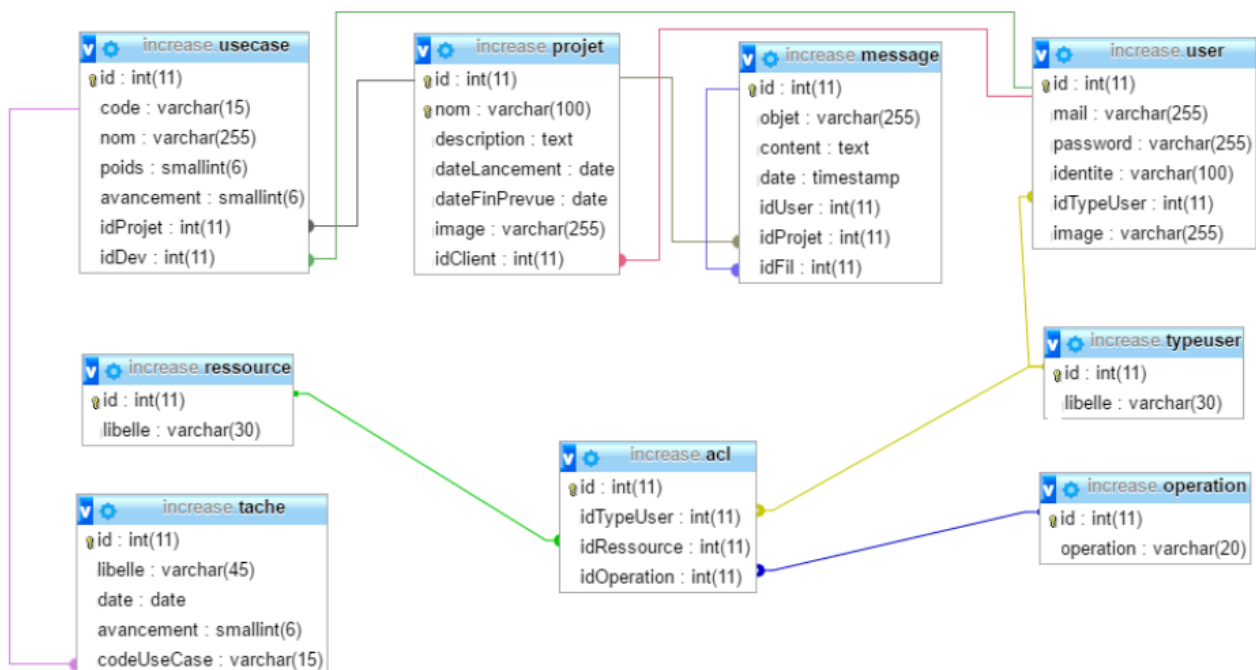 increase.usecase
id : int(11)
code : varchar(15)
nom : varchar(255)
poids : smallint(6)
avancement : smallint(6)
idProjet : int(11)
idDev : int(11)
increase.projet
id : int(11)
nom : varchar(100)
description : text
dateLancement : date
dateFinPrevue : date
image : varchar(255)
idClient : int(11)
increase.message
id : int(11)
objet : varchar(255)
content : text
date : timestamp
idUser : int(11)
idProjet : int(11)
idFil : int(11)
increase.user
id : int(11)
mail : varchar(255)
password : varchar(255)
identite : varchar(100)
idTypeUser : int(11)
image : varchar(255)
increase.ressource
id : int(11)
libelle : varchar(30)
increase.typeuser
id : int(11)
libelle : varchar(30)
increase.tache
id : int(11)
libelle : varchar(45)
date : date
avancement : smallint(6)
codeUseCase : varchar(15)
increase.acl
id : int(11)
idTypeUser : int(11)
idRessource : int(11)
idOperation : int(11)
increase.operation
id : int(11)
operation : varchar(20)